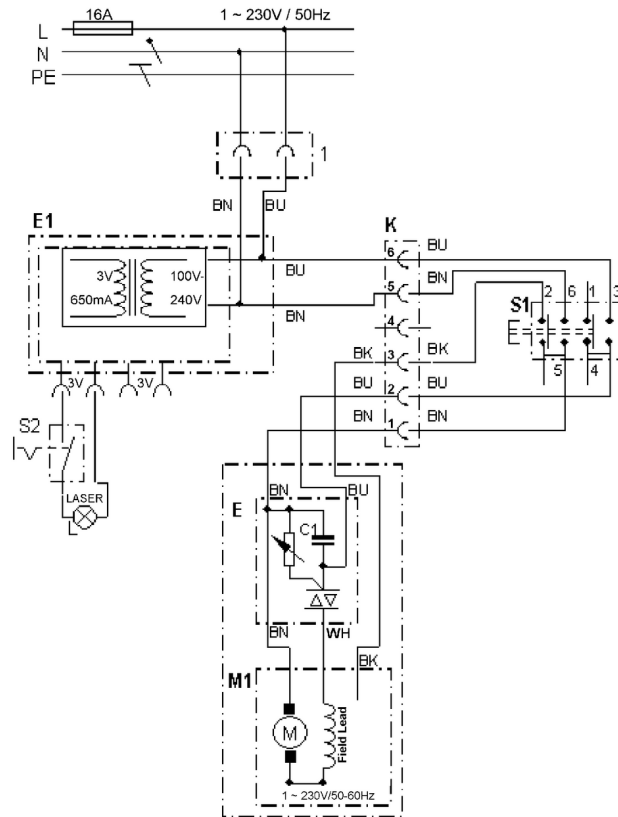 16A 1 ~ 230V / 50Hz
L
N
PE
1
BN BU
E1
K
3V 100V-
650mA 240V
BU
BN
6 BU
5 BN
4
BK 3 BK
BU 2 BU
BN 1 BN
2 6 1 3
S1
5 4
3V 3V
S2
LASER
BN BU
E C1
BN WH
BK
M1
M
Field Lead
1 ~ 230V/50-60Hz